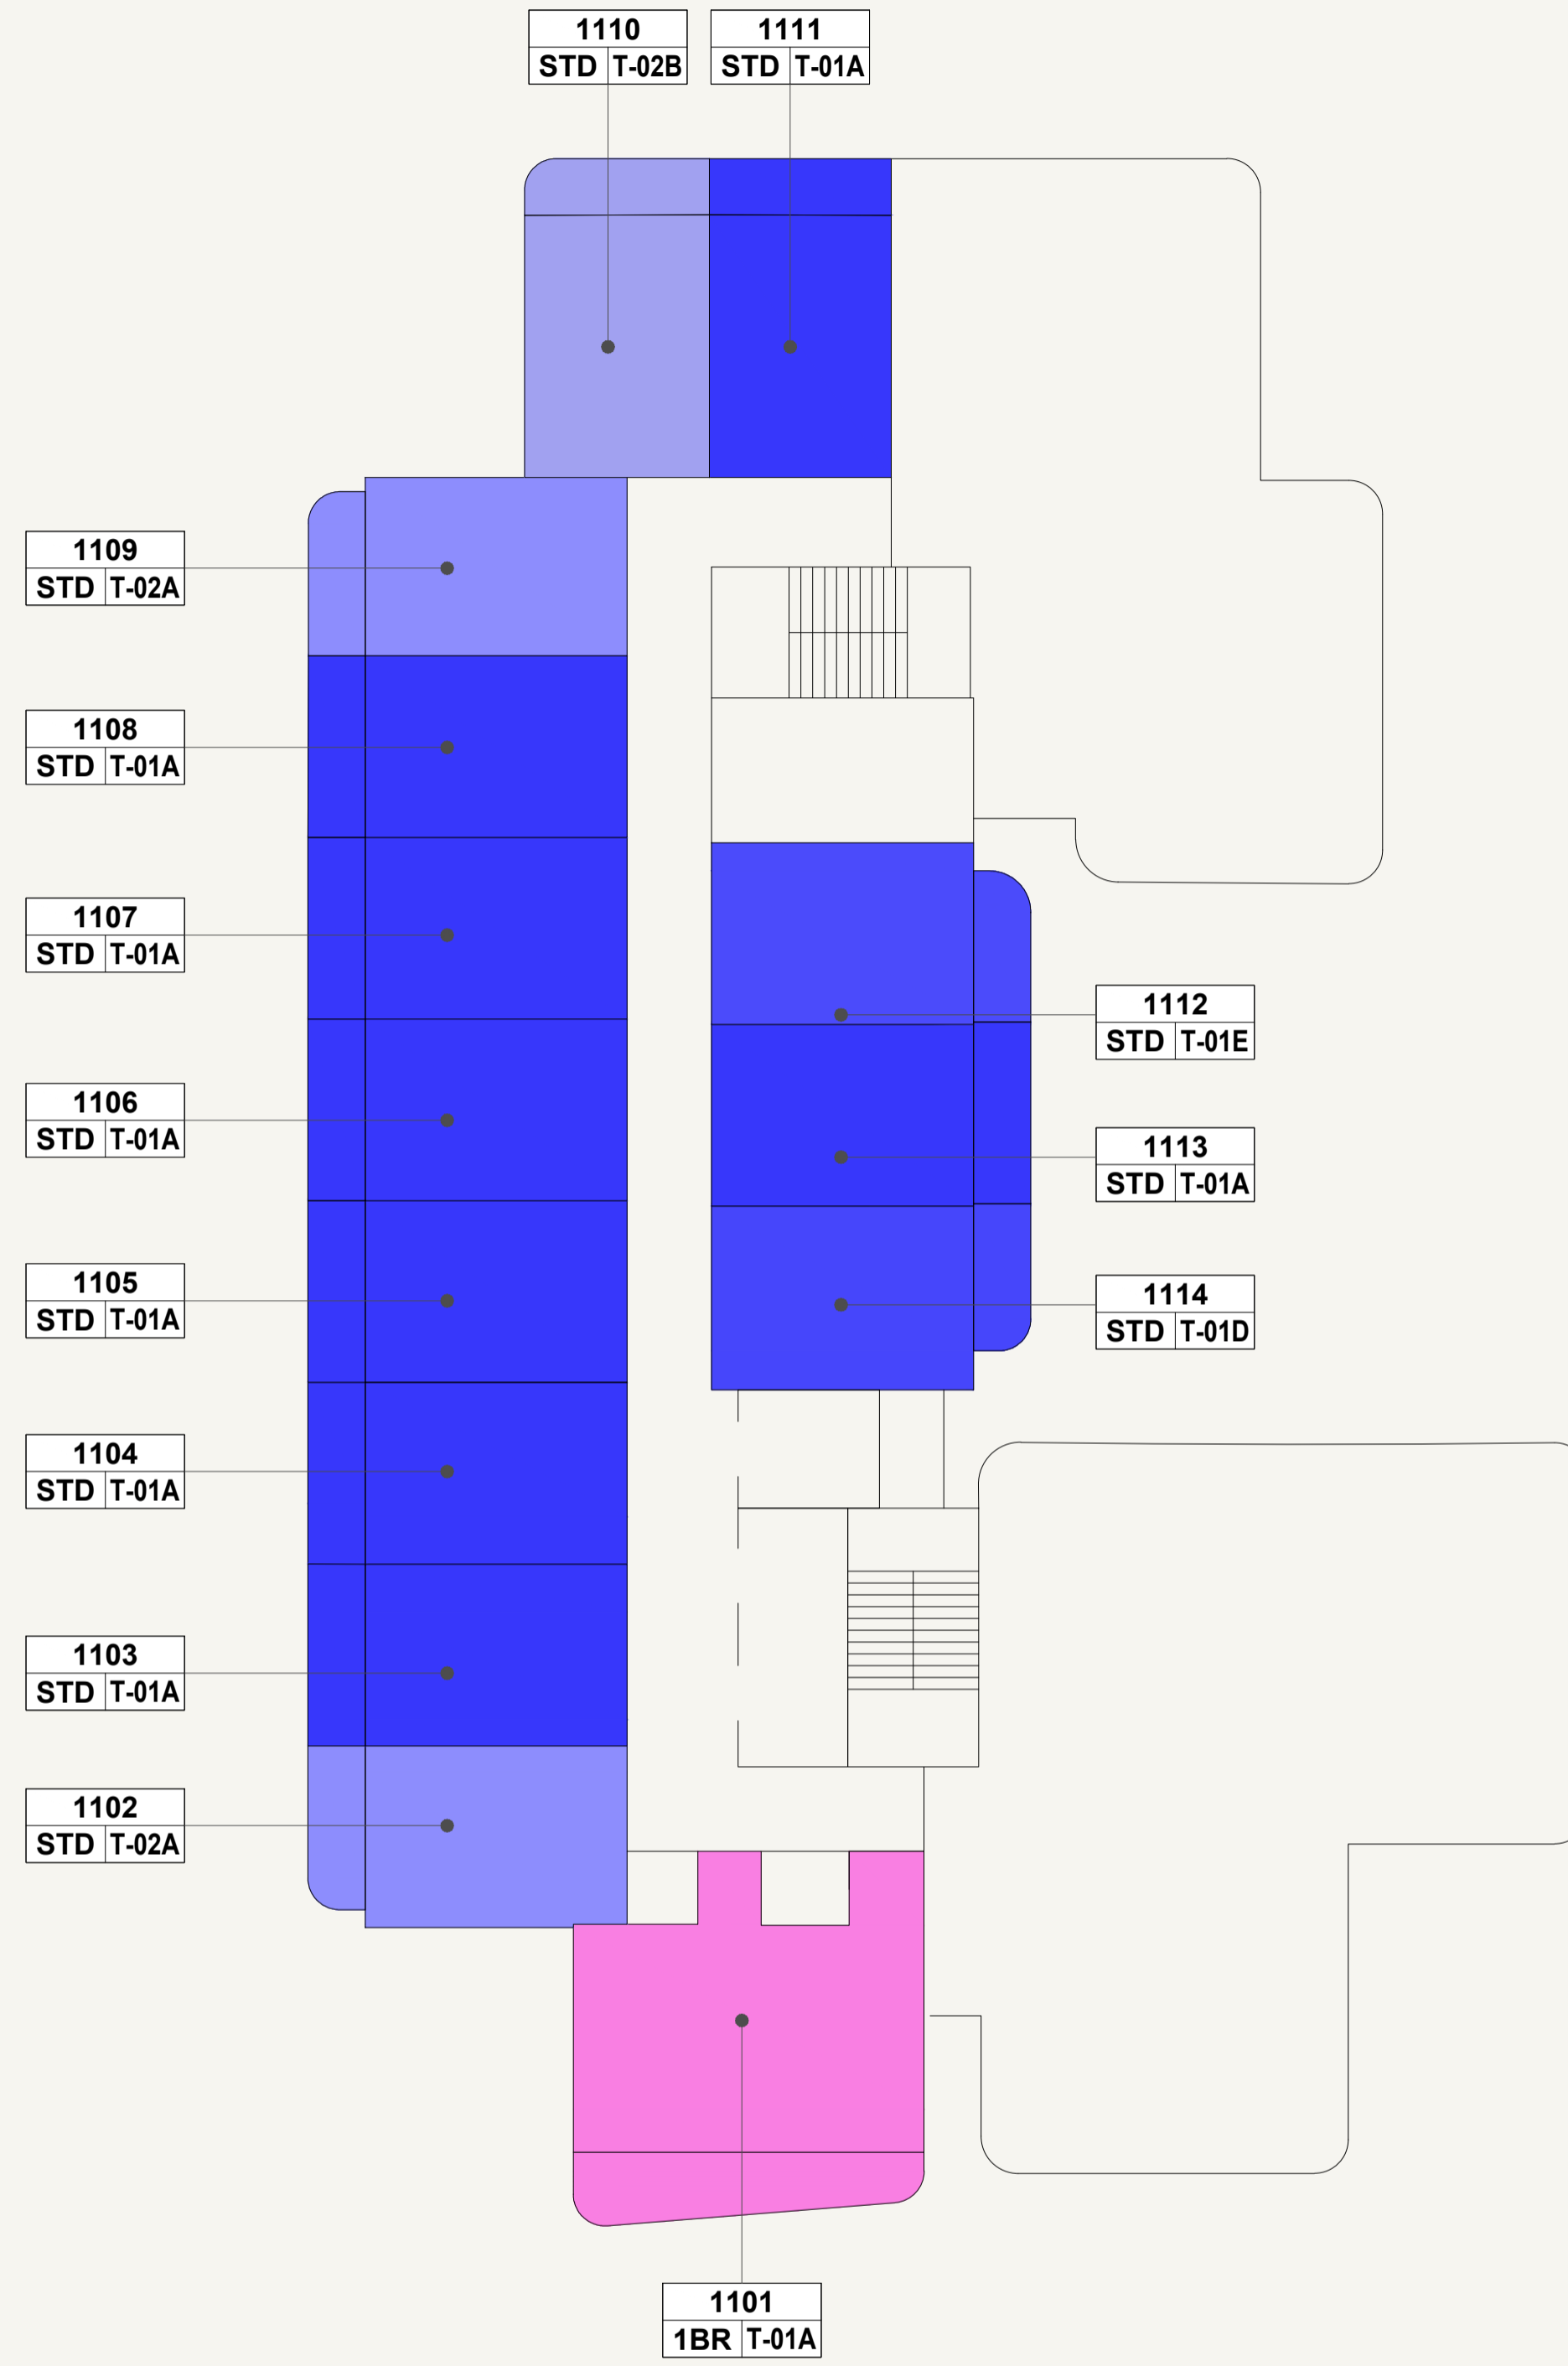 1110
STD T-02B
1111
STD T-01A
1109
STD T-02A
1108
STD T-01A
1107
STD T-01A
1112
STD T-01E
1106
STD T-01A
1113
STD T-01A
1105
STD T-01A
1114
STD T-01D
1104
STD T-01A
1103
STD T-01A
1102
STD T-02A
1101
1BR T-01A